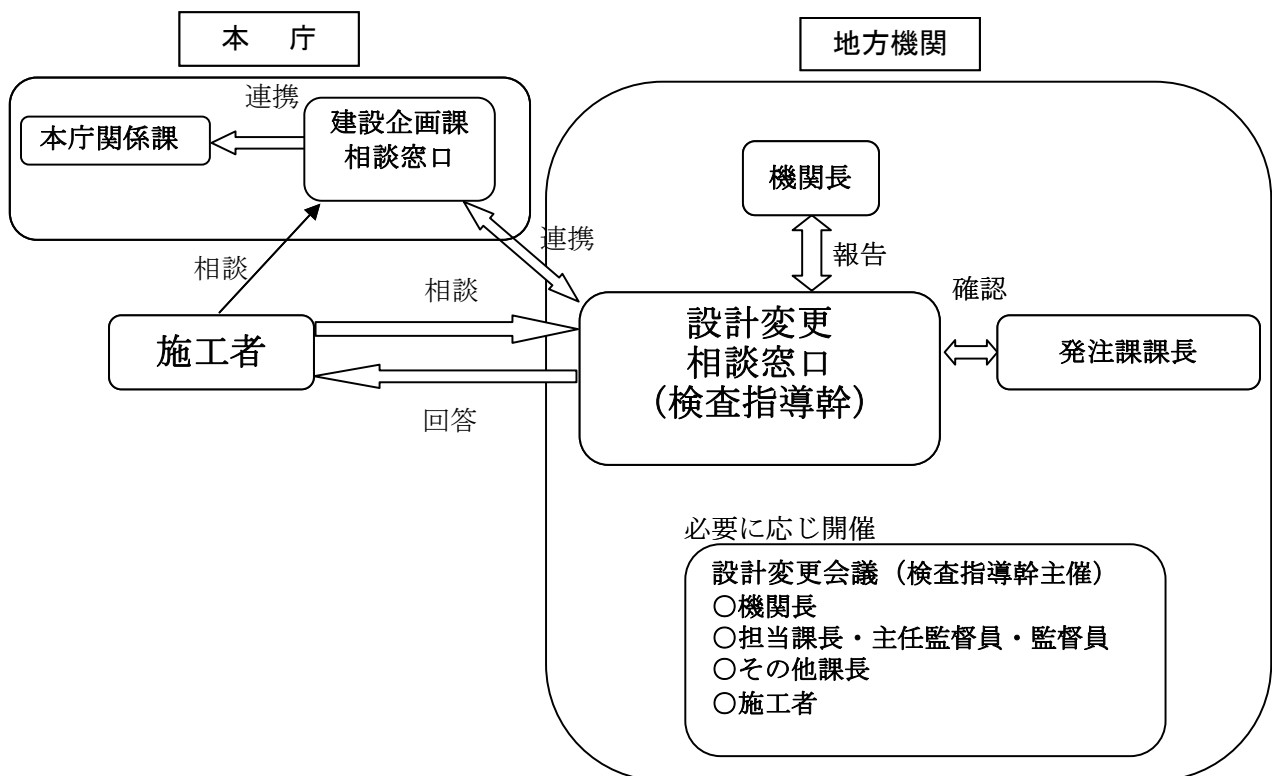 本 庁
地方機関
連携
本庁関係課
建設企画課
相談窓口
機関長
連携
報告
相談
相談
確認
施工者
設計変更
相談窓口
（検査指導幹）
発注課課長
回答
必要に応じ開催
設計変更会議（検査指導幹主催）
○機関長
○担当課長・主任監督員・監督員
○その他課長
○施工者